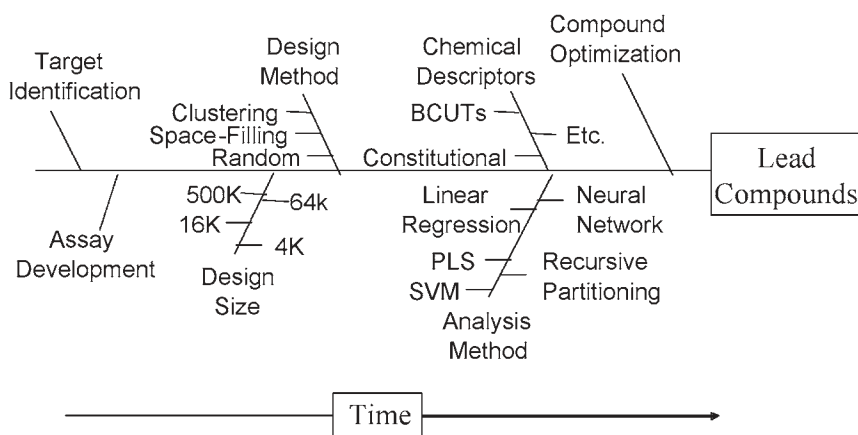 Target
Identification
Design
Method
Clustering
Space-Filling
Random
Chemical
Descriptors
BCUTs
Etc.
Constitutional
Compound
Optimization
Lead
Compounds
Assay
Development
500K
64k
16K
4K
Design
Size
Linear
Regression
Neural
Network
PLS
SVM
Recursive
Partitioning
Analysis
Method
Time